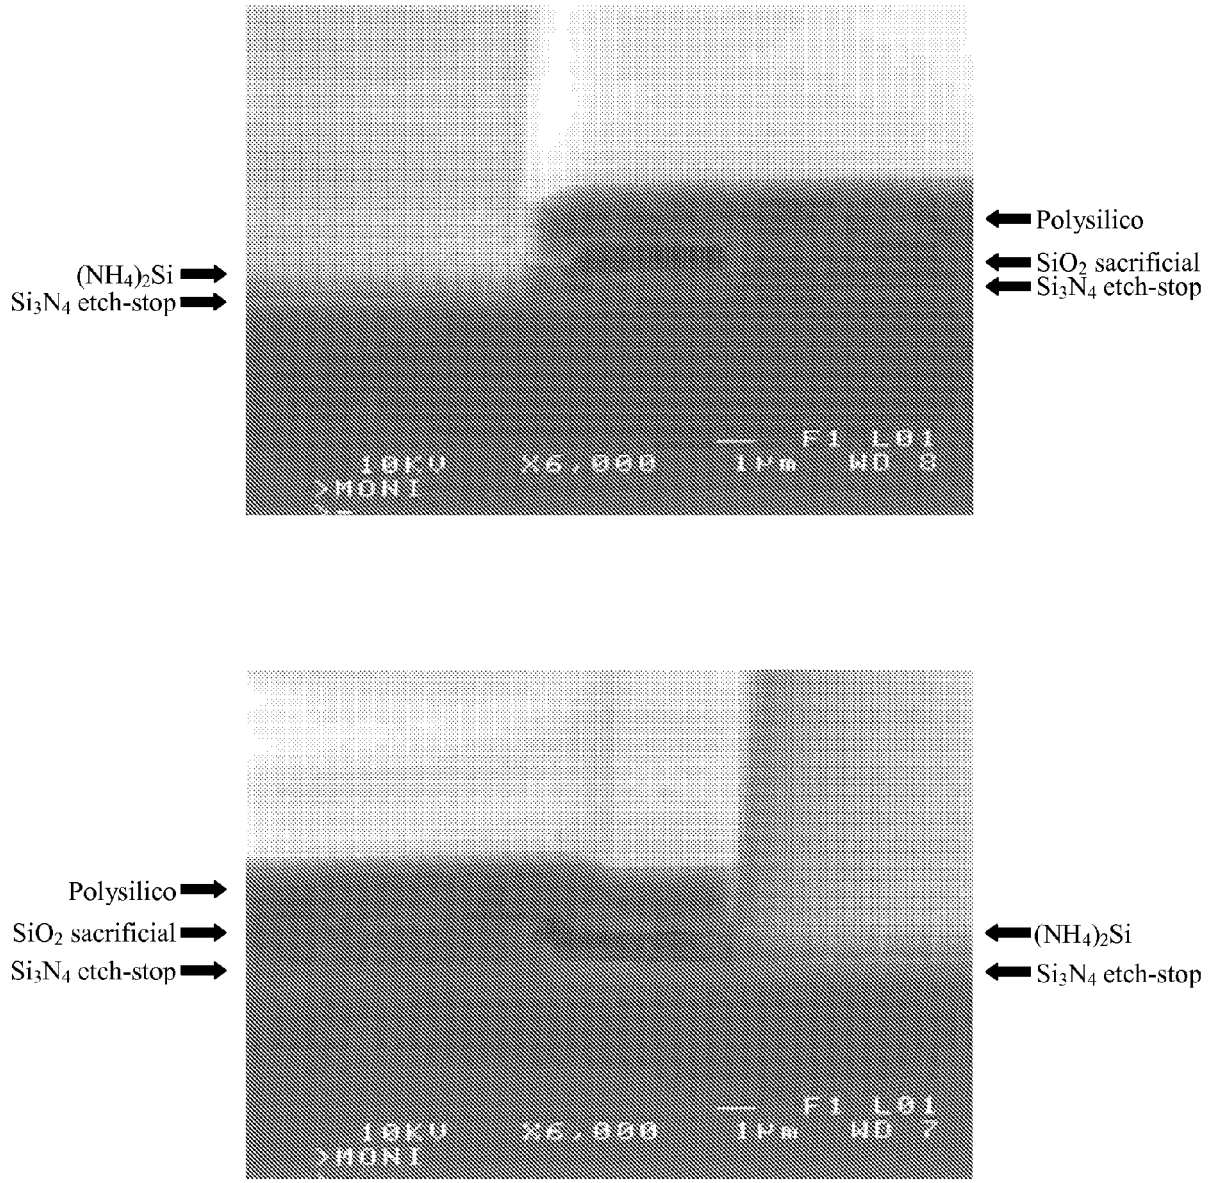 Polysilico
(NH₄)₂Si
SiO₂ sacrificial
Si₃N₄ etch-stop
Si₃N₄ etch-stop
F1 L01
10KV X6,000 1µm WD 8
>MONI
Polysilico
SiO₂ sacrificial
(NH₄)₂Si
Si₃N₄ etch-stop
Si₃N₄ etch-stop
F1 L01
10KV X6,000 1µm WD 7
>MONI